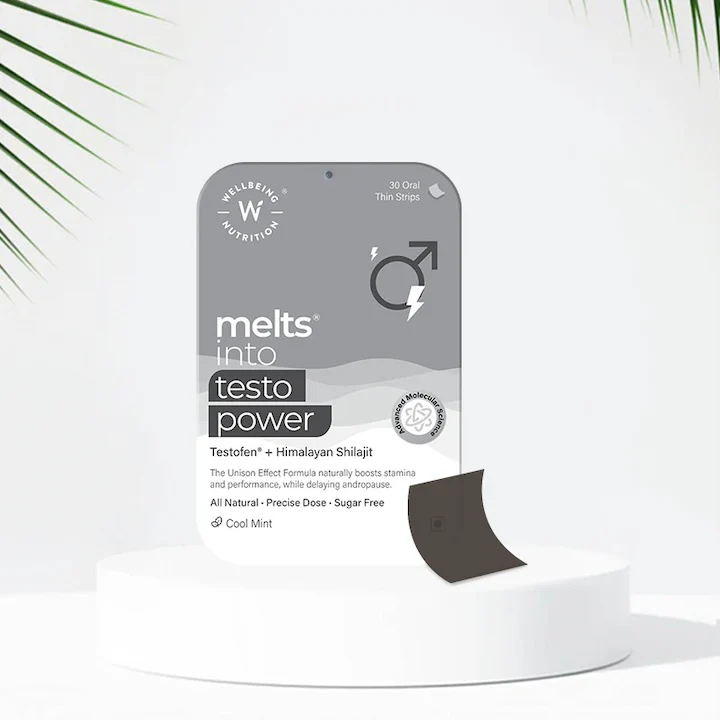 WELLBEING
W
NUTRITION
®
30 Oral
Thin Strips
melts®
into
testo
power
Advanced Molecular Science
Testofen® + Himalayan Shilajit
The Unison Effect Formula naturally boosts stamina
and performance, while delaying andropause.
All Natural • Precise Dose • Sugar Free
Cool Mint